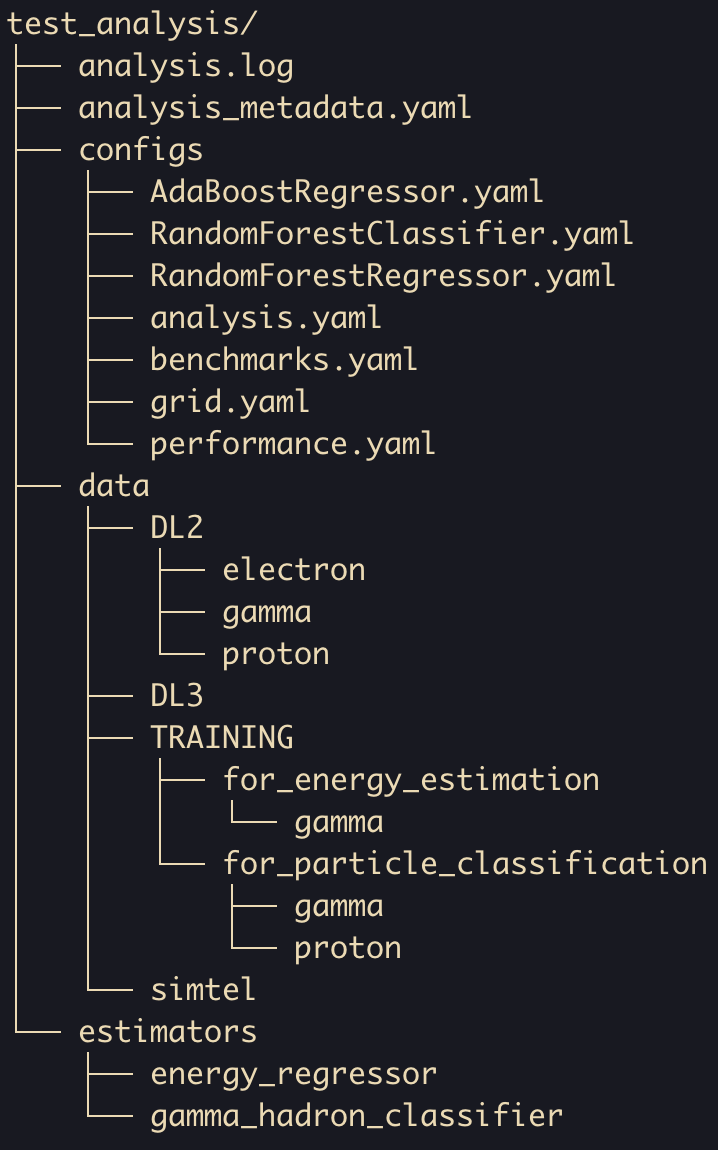 test_analysis/
├── analysis.log
├── analysis_metadata.yaml
├── configs
│   ├── AdaBoostRegressor.yaml
│   ├── RandomForestClassifier.yaml
│   ├── RandomForestRegressor.yaml
│   ├── analysis.yaml
│   ├── benchmarks.yaml
│   ├── grid.yaml
│   └── performance.yaml
├── data
│   ├── DL2
│   │   ├── electron
│   │   ├── gamma
│   │   └── proton
│   ├── DL3
│   ├── TRAINING
│   │   ├── for_energy_estimation
│   │   │   └── gamma
│   │   └── for_particle_classification
│   │       ├── gamma
│   │       └── proton
│   └── simtel
└── estimators
    ├── energy_regressor
    └── gamma_hadron_classifier